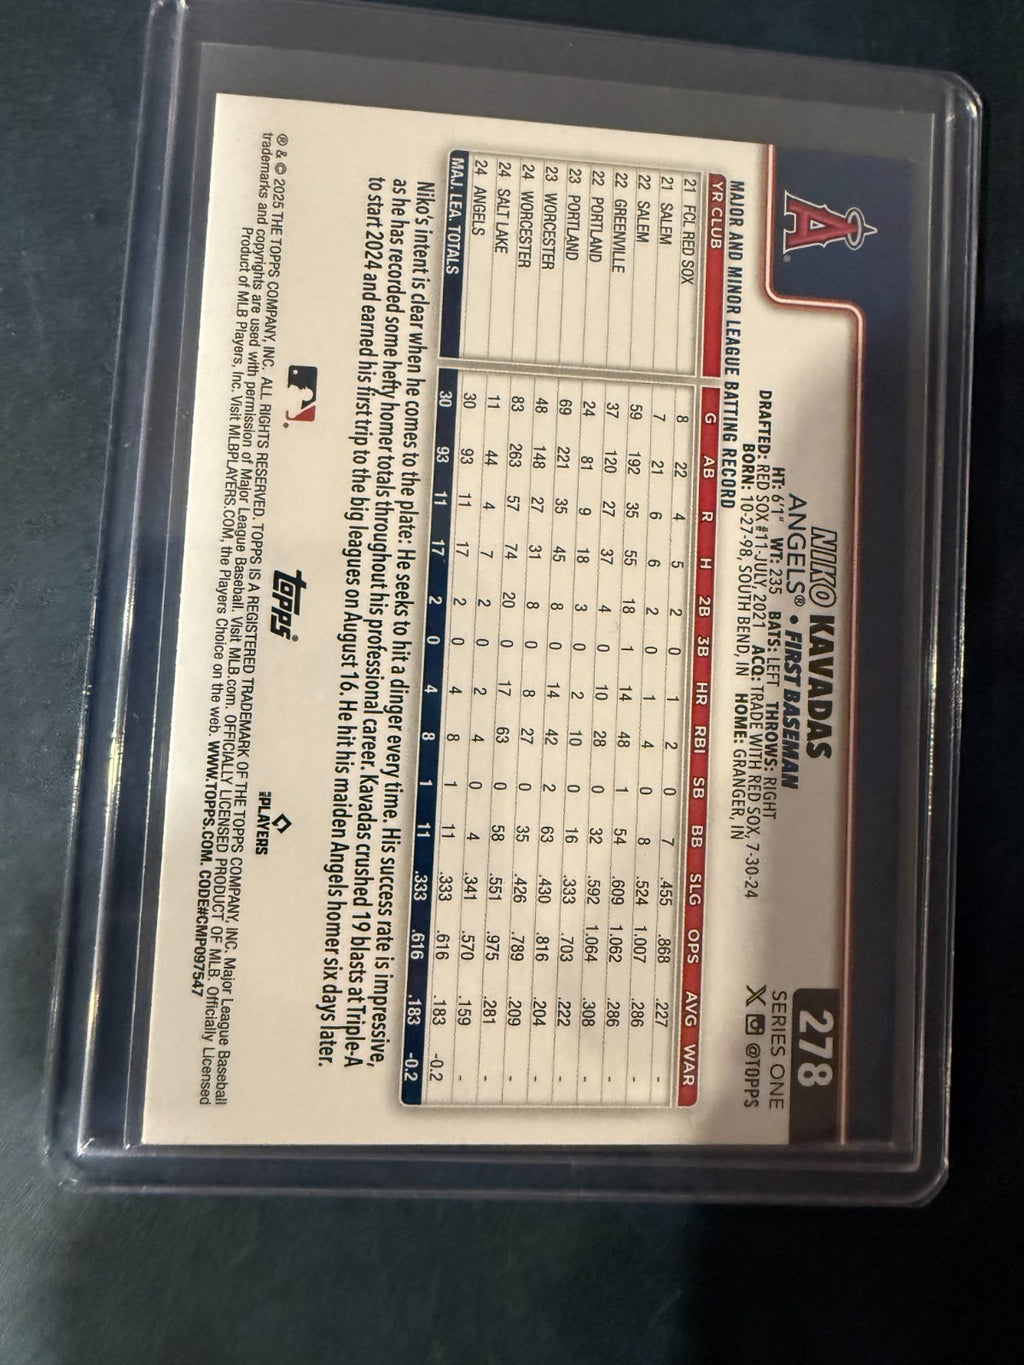 A
278
NIKO KAVADAS
SERIES ONE
ANGELS® • FIRST BASEMAN
X @TOPPS
HT: 6'1" WT: 235 BATS: LEFT THROWS: RIGHT
DRAFTED: RED SOX #11-JULY, 2021 ACQ: TRADE WITH RED SOX, 7-30-24
BORN: 10-27-98, SOUTH BEND, IN HOME: GRANGER, IN
MAJOR AND MINOR LEAGUE BATTING RECORD
YR CLUB G AB R H 2B 3B HR RBI SB BB SLG OPS AVG WAR
21 FCL RED SOX 8 22 4 5 2 0 1 2 0 7 .455 .868 .227 -
21 SALEM 7 21 6 6 2 0 1 4 0 8 .524 1.007 .286 -
22 SALEM 59 192 35 55 18 1 14 48 1 54 .609 1.062 .286 -
22 GREENVILLE 37 120 27 37 4 0 10 28 0 32 .592 1.064 .308 -
22 PORTLAND 24 81 9 18 3 0 2 10 0 16 .333 .703 .222 -
23 PORTLAND 69 221 35 45 8 0 14 42 2 63 .430 .816 .204 -
23 WORCESTER 48 148 27 31 8 0 8 27 0 35 .426 .789 .209 -
24 WORCESTER 83 263 57 74 20 0 17 63 0 58 .551 .975 .281 -
24 SALT LAKE 11 44 4 7 2 0 2 4 0 4 .341 .570 .159 -
24 ANGELS 30 93 11 17 2 0 4 8 1 11 .333 .616 .183 -0.2
MAJ. LEA. TOTALS 30 93 11 17 2 0 4 8 1 11 .333 .616 .183 -0.2
Niko's intent is clear when he comes to the plate: He seeks to hit a dinger every time. His success rate is impressive,
as he has recorded some hefty homer totals throughout his professional career. Kavadas crushed 19 blasts at Triple-A
to start 2024 and earned his first trip to the big leagues on August 16. He hit his maiden Angels homer six days later.
topps
MLB PLAYERS
® & © 2025 THE TOPPS COMPANY, INC. ALL RIGHTS RESERVED. TOPPS IS A REGISTERED TRADEMARK OF THE TOPPS COMPANY, INC. Major League Baseball
trademarks and copyrights are used with permission of Major League Baseball. Visit MLB.com. OFFICIALLY LICENSED PRODUCT OF MLB. Officially Licensed
Product of MLB Players, Inc. Visit MLBPLAYERS.COM, the Players Choice on the web. WWW.TOPPS.COM. CODE#CMP097547